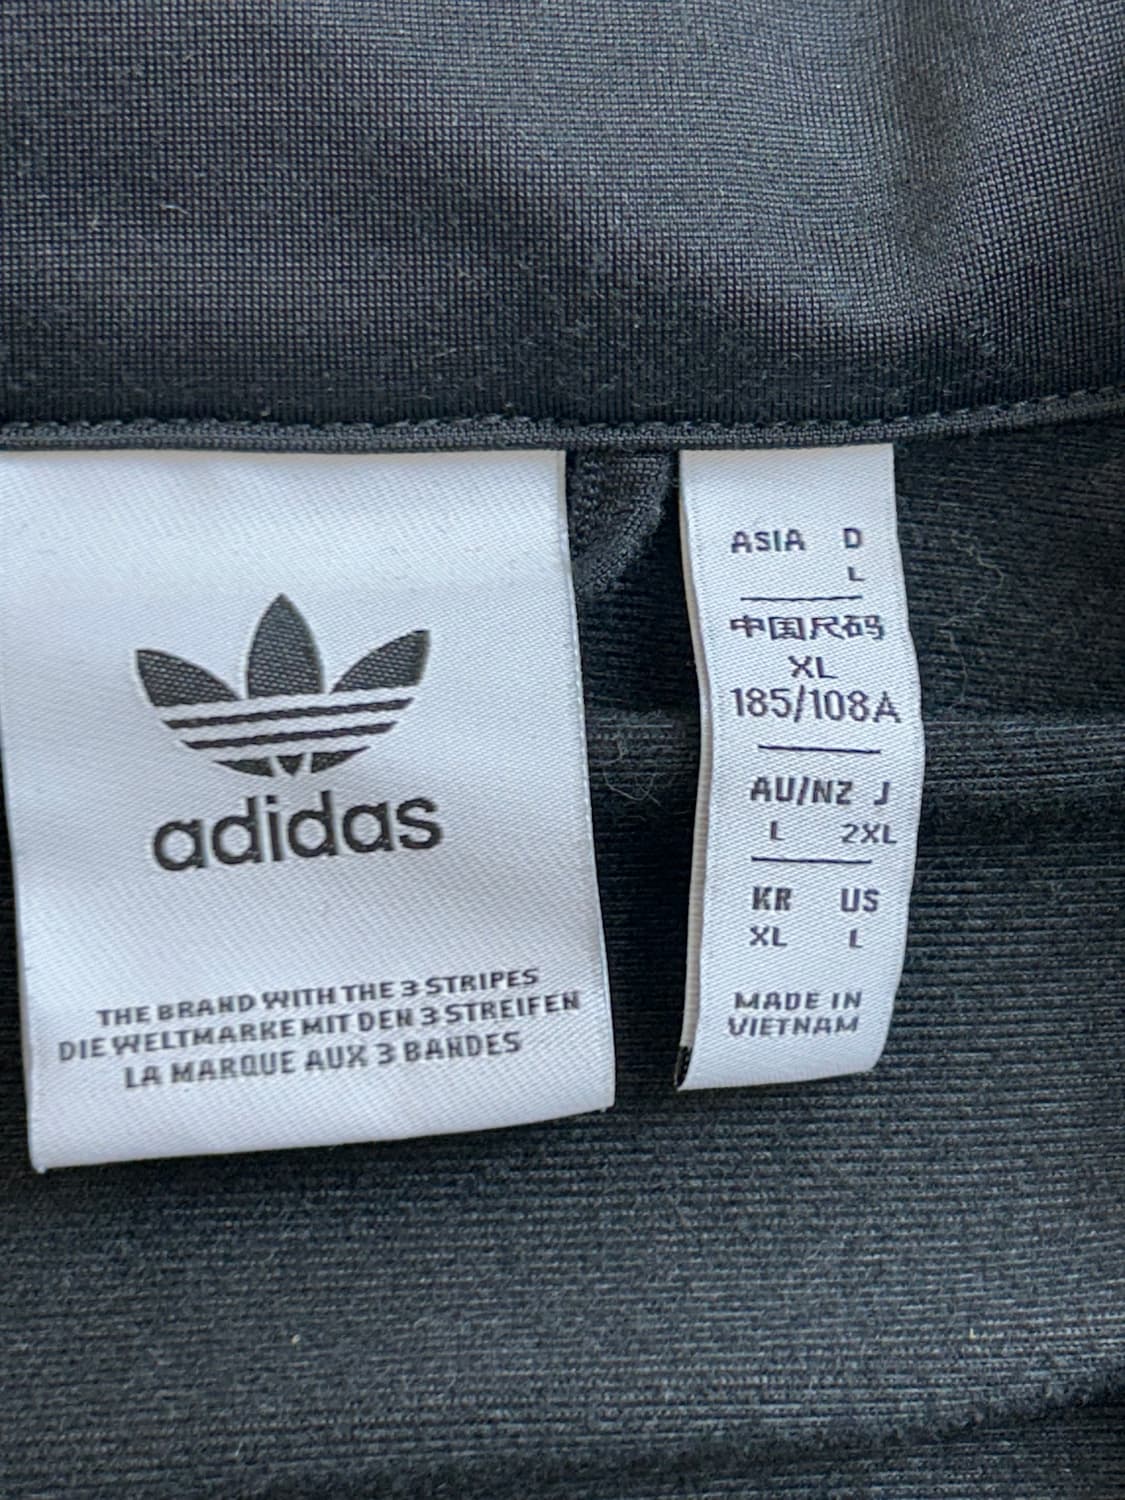 adidas
THE BRAND WITH THE 3 STRIPES
DIE WELTMARKE MIT DEN 3 STREIFEN
LA MARQUE AUX 3 BANDES
ASIA D
L
中国尺码
XL
185/108A
AU/NZ J
L 2XL
KR US
XL L
MADE IN
VIETNAM